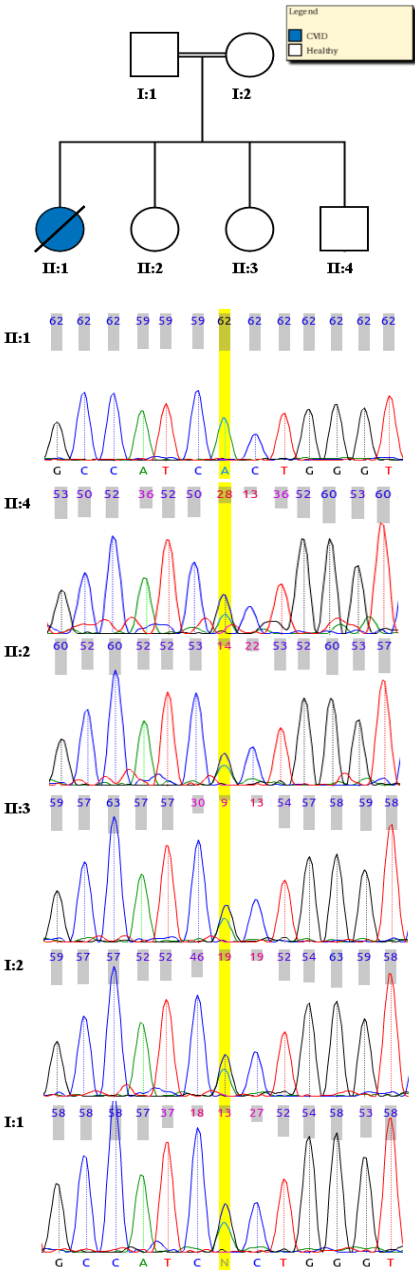 Legend
CVID
Healthy
I:1 I:2
II:1 II:2 II:3 II:4
II:1 62 62 62 59 59 59 62 62 62 62 62 62 62
G C C A T C A C T G G G T
II:4 53 50 52 36 52 50 28 13 36 52 60 53 60
II:2 60 52 60 52 52 53 14 22 53 52 60 53 57
II:3 59 57 63 57 57 30 9 13 54 57 58 59 58
I:2 59 57 57 52 52 46 19 19 52 54 63 59 58
I:1 58 58 58 57 37 18 13 27 52 54 58 53 58
G C C A T C N C T G G G T